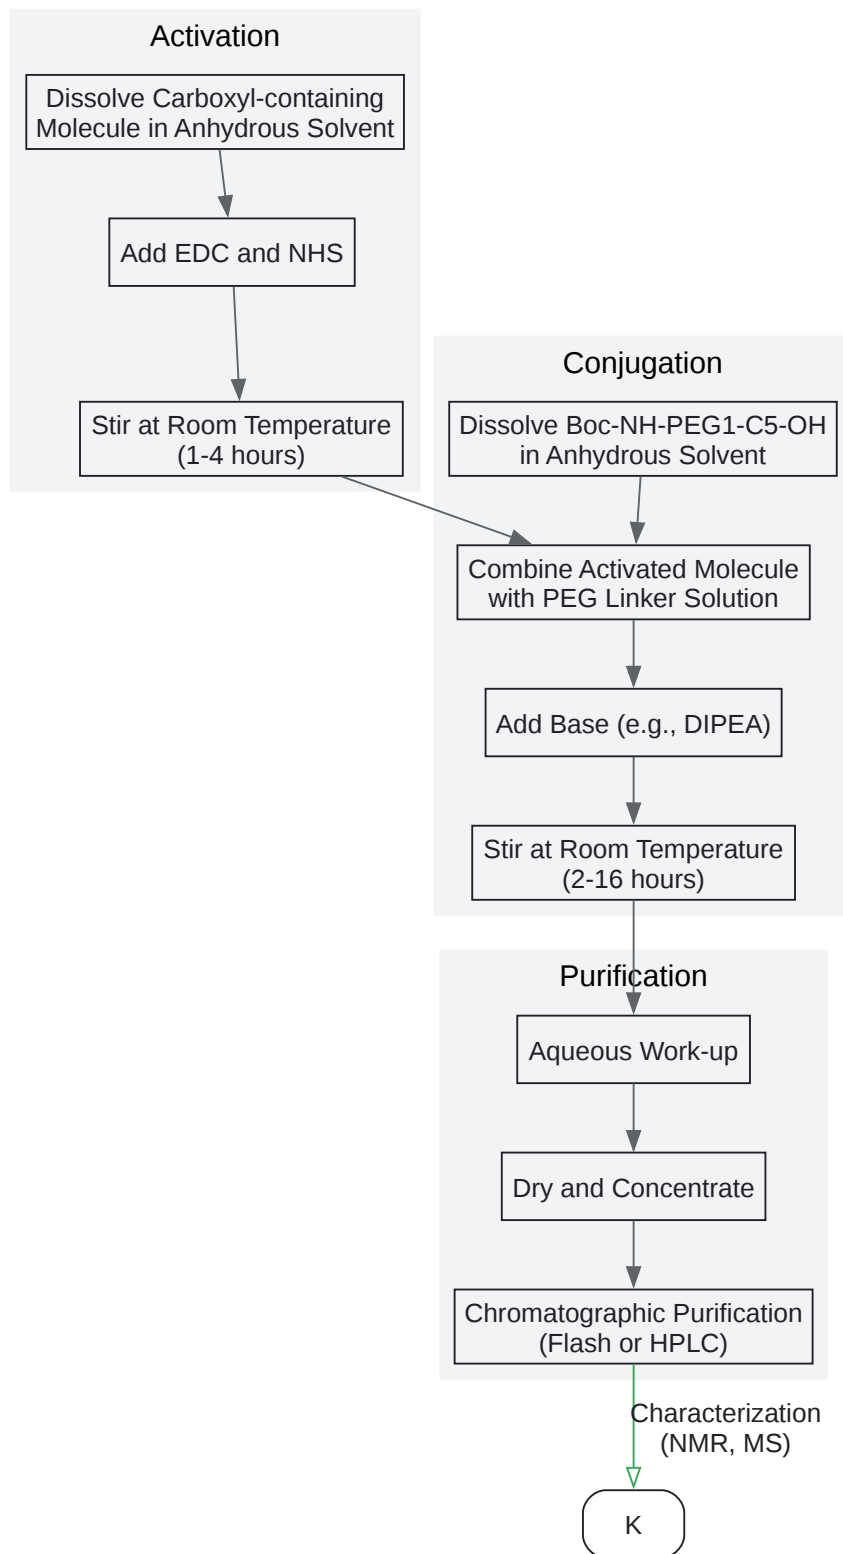 Activation
Dissolve Carboxyl-containing
Molecule in Anhydrous Solvent
Add EDC and NHS
Stir at Room Temperature
(1-4 hours)
Conjugation
Dissolve Boc-NH-PEG1-C5-OH
in Anhydrous Solvent
Combine Activated Molecule
with PEG Linker Solution
Add Base (e.g., DIPEA)
Stir at Room Temperature
(2-16 hours)
Purification
Aqueous Work-up
Dry and Concentrate
Chromatographic Purification
(Flash or HPLC)
Characterization
(NMR, MS)
K